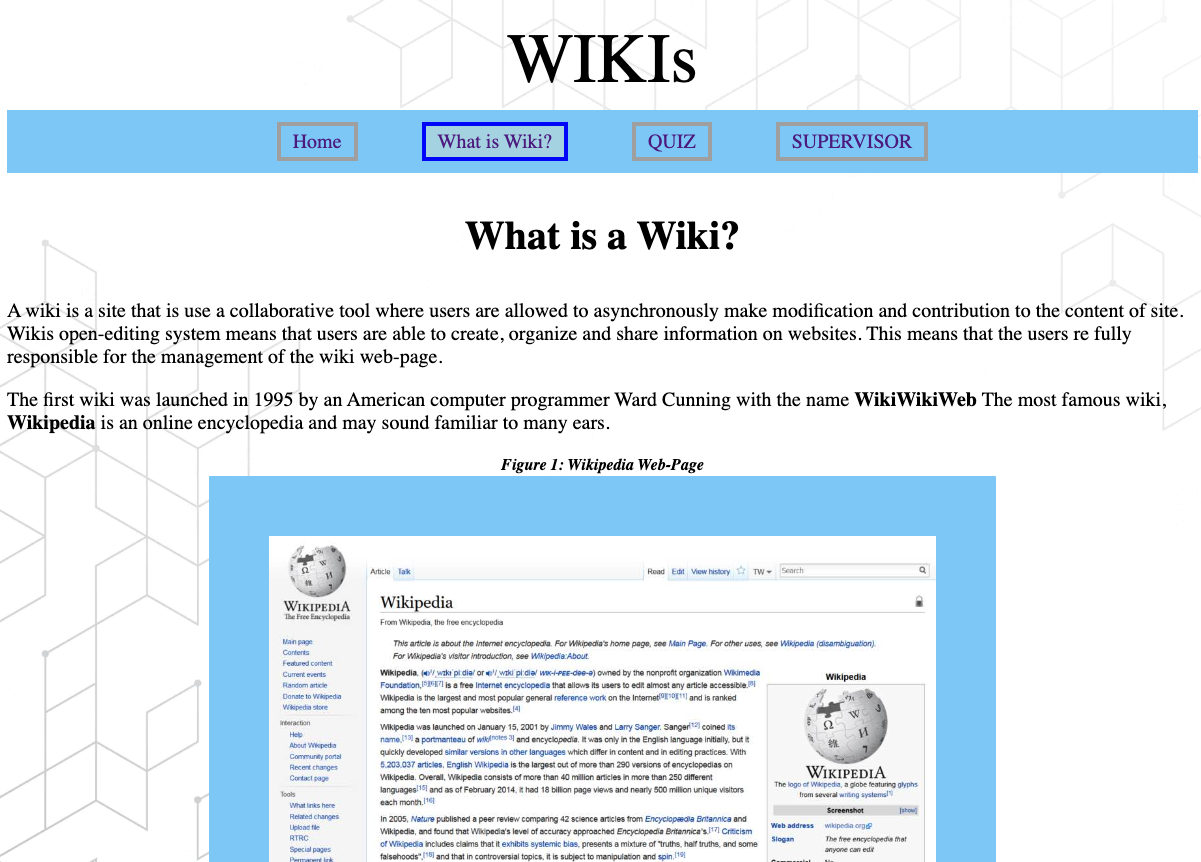 WIKIs
Home
What is Wiki?
QUIZ
SUPERVISOR
What is a Wiki?
A wiki is a site that is use a collaborative tool where users are allowed to asynchronously make modification and contribution to the content of site.
Wikis open-editing system means that users are able to create, organize and share information on websites. This means that the users re fully
responsible for the management of the wiki web-page.
The first wiki was launched in 1995 by an American computer programmer Ward Cunning with the name WikiWikiWeb The most famous wiki,
Wikipedia is an online encyclopedia and may sound familiar to many ears.
Figure 1: Wikipedia Web-Page
WIKIPEDIA
The Free Encyclopedia
Main page
Contents
Featured content
Current events
Random article
Donate to Wikipedia
Wikipedia store
Interaction
Help
About Wikipedia
Community portal
Recent changes
Contact page
Tools
What links here
Related changes
Upload file
RTRC
Special pages
Permanent link
Article Talk
Read Edit View history TW Search
Wikipedia
From Wikipedia, the free encyclopedia
This article is about the Internet encyclopedia. For Wikipedia's home page, see Main Page. For other uses, see Wikipedia (disambiguation).
For Wikipedia's visitor introduction, see Wikipedia:About.
Wikipedia, owned by the nonprofit organization Wikimedia
Foundation,[5][6][7] is a free Internet encyclopedia that allows its users to edit almost any article accessible.[8]
Wikipedia is the largest and most popular general reference work on the Internet[9][10][11] and is ranked
among the ten most popular websites.[4]
Wikipedia was launched on January 15, 2001 by Jimmy Wales and Larry Sanger. Sanger[12] coined its
name,[13] a portmanteau of wiki[notes 3] and encyclopedia. It was only in the English language initially, but it
quickly developed similar versions in other languages which differ in content and in editing practices. With
5,203,037 articles, English Wikipedia is the largest out of more than 290 versions of encyclopedias on
Wikipedia. Overall, Wikipedia consists of more than 40 million articles in more than 250 different
languages[15] and as of February 2014, it had 18 billion page views and nearly 500 million unique visitors
each month.[16]
In 2005, Nature published a peer review comparing 42 science articles from Encyclopædia Britannica and
Wikipedia, and found that Wikipedia's level of accuracy approached Encyclopedia Britannica's.[17] Criticism
of Wikipedia includes claims that it exhibits systemic bias, presents a mixture of "truths, half truths, and some
falsehoods",[18] and that in controversial topics, it is subject to manipulation and spin.[19]
Wikipedia
WIKIPEDIA
The logo of Wikipedia, a globe featuring glyphs
from several writing systems[1]
Screenshot [show]
Web address wikipedia.org
Slogan The free encyclopedia that
anyone can edit